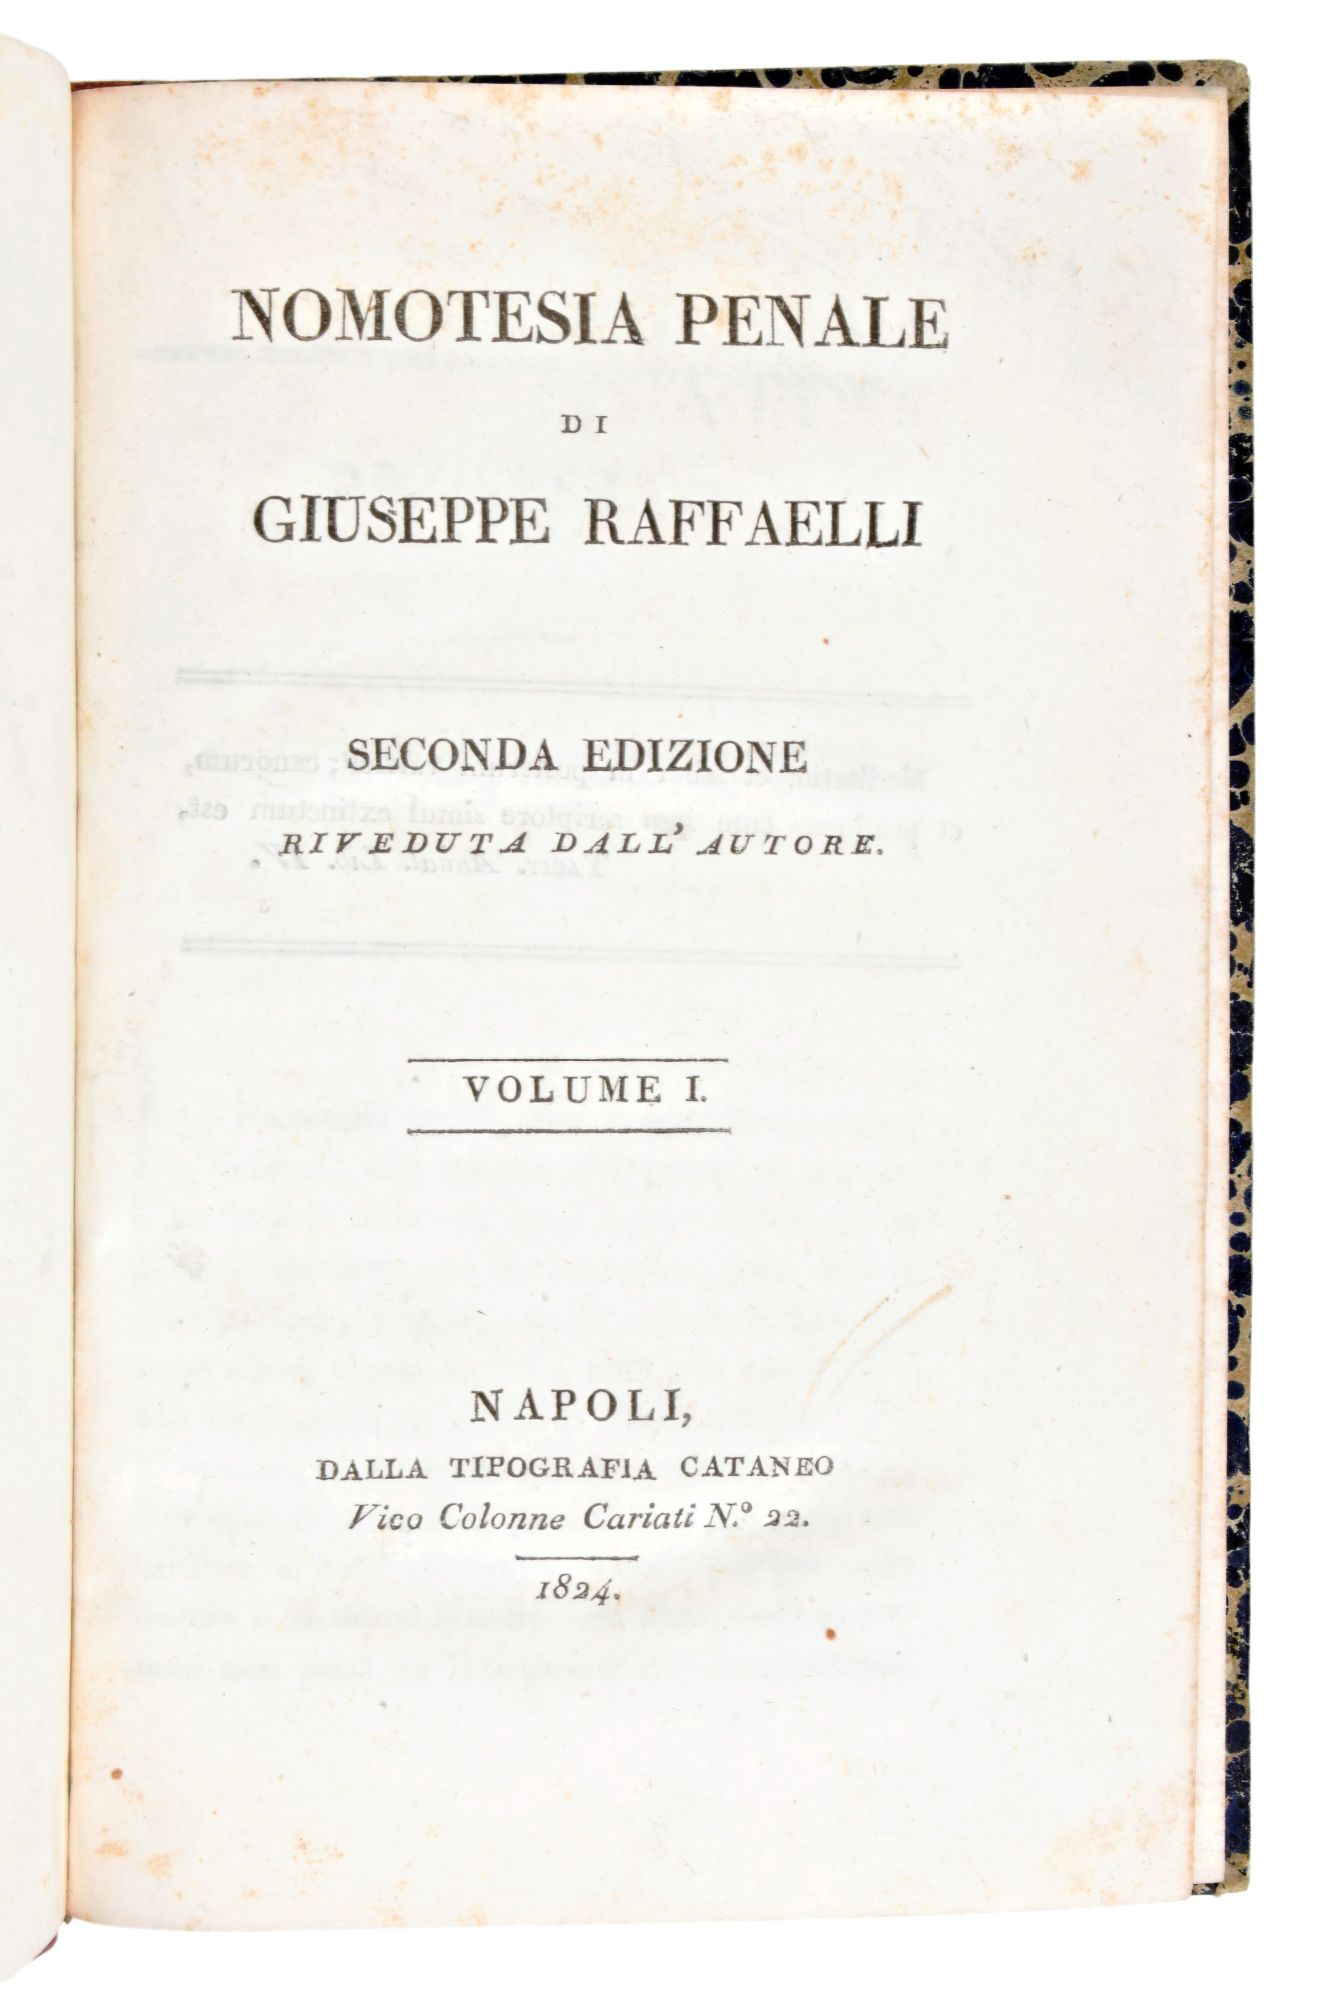 NOMOTESIA PENALE
DI
GIUSEPPE RAFFAELLI
SECONDA EDIZIONE
RIVEDUTA DALL' AUTORE.
VOLUME I.
NAPOLI,
DALLA TIPOGRAFIA CATANEO
Vico Colonne Cariati N.º 22.
1824.